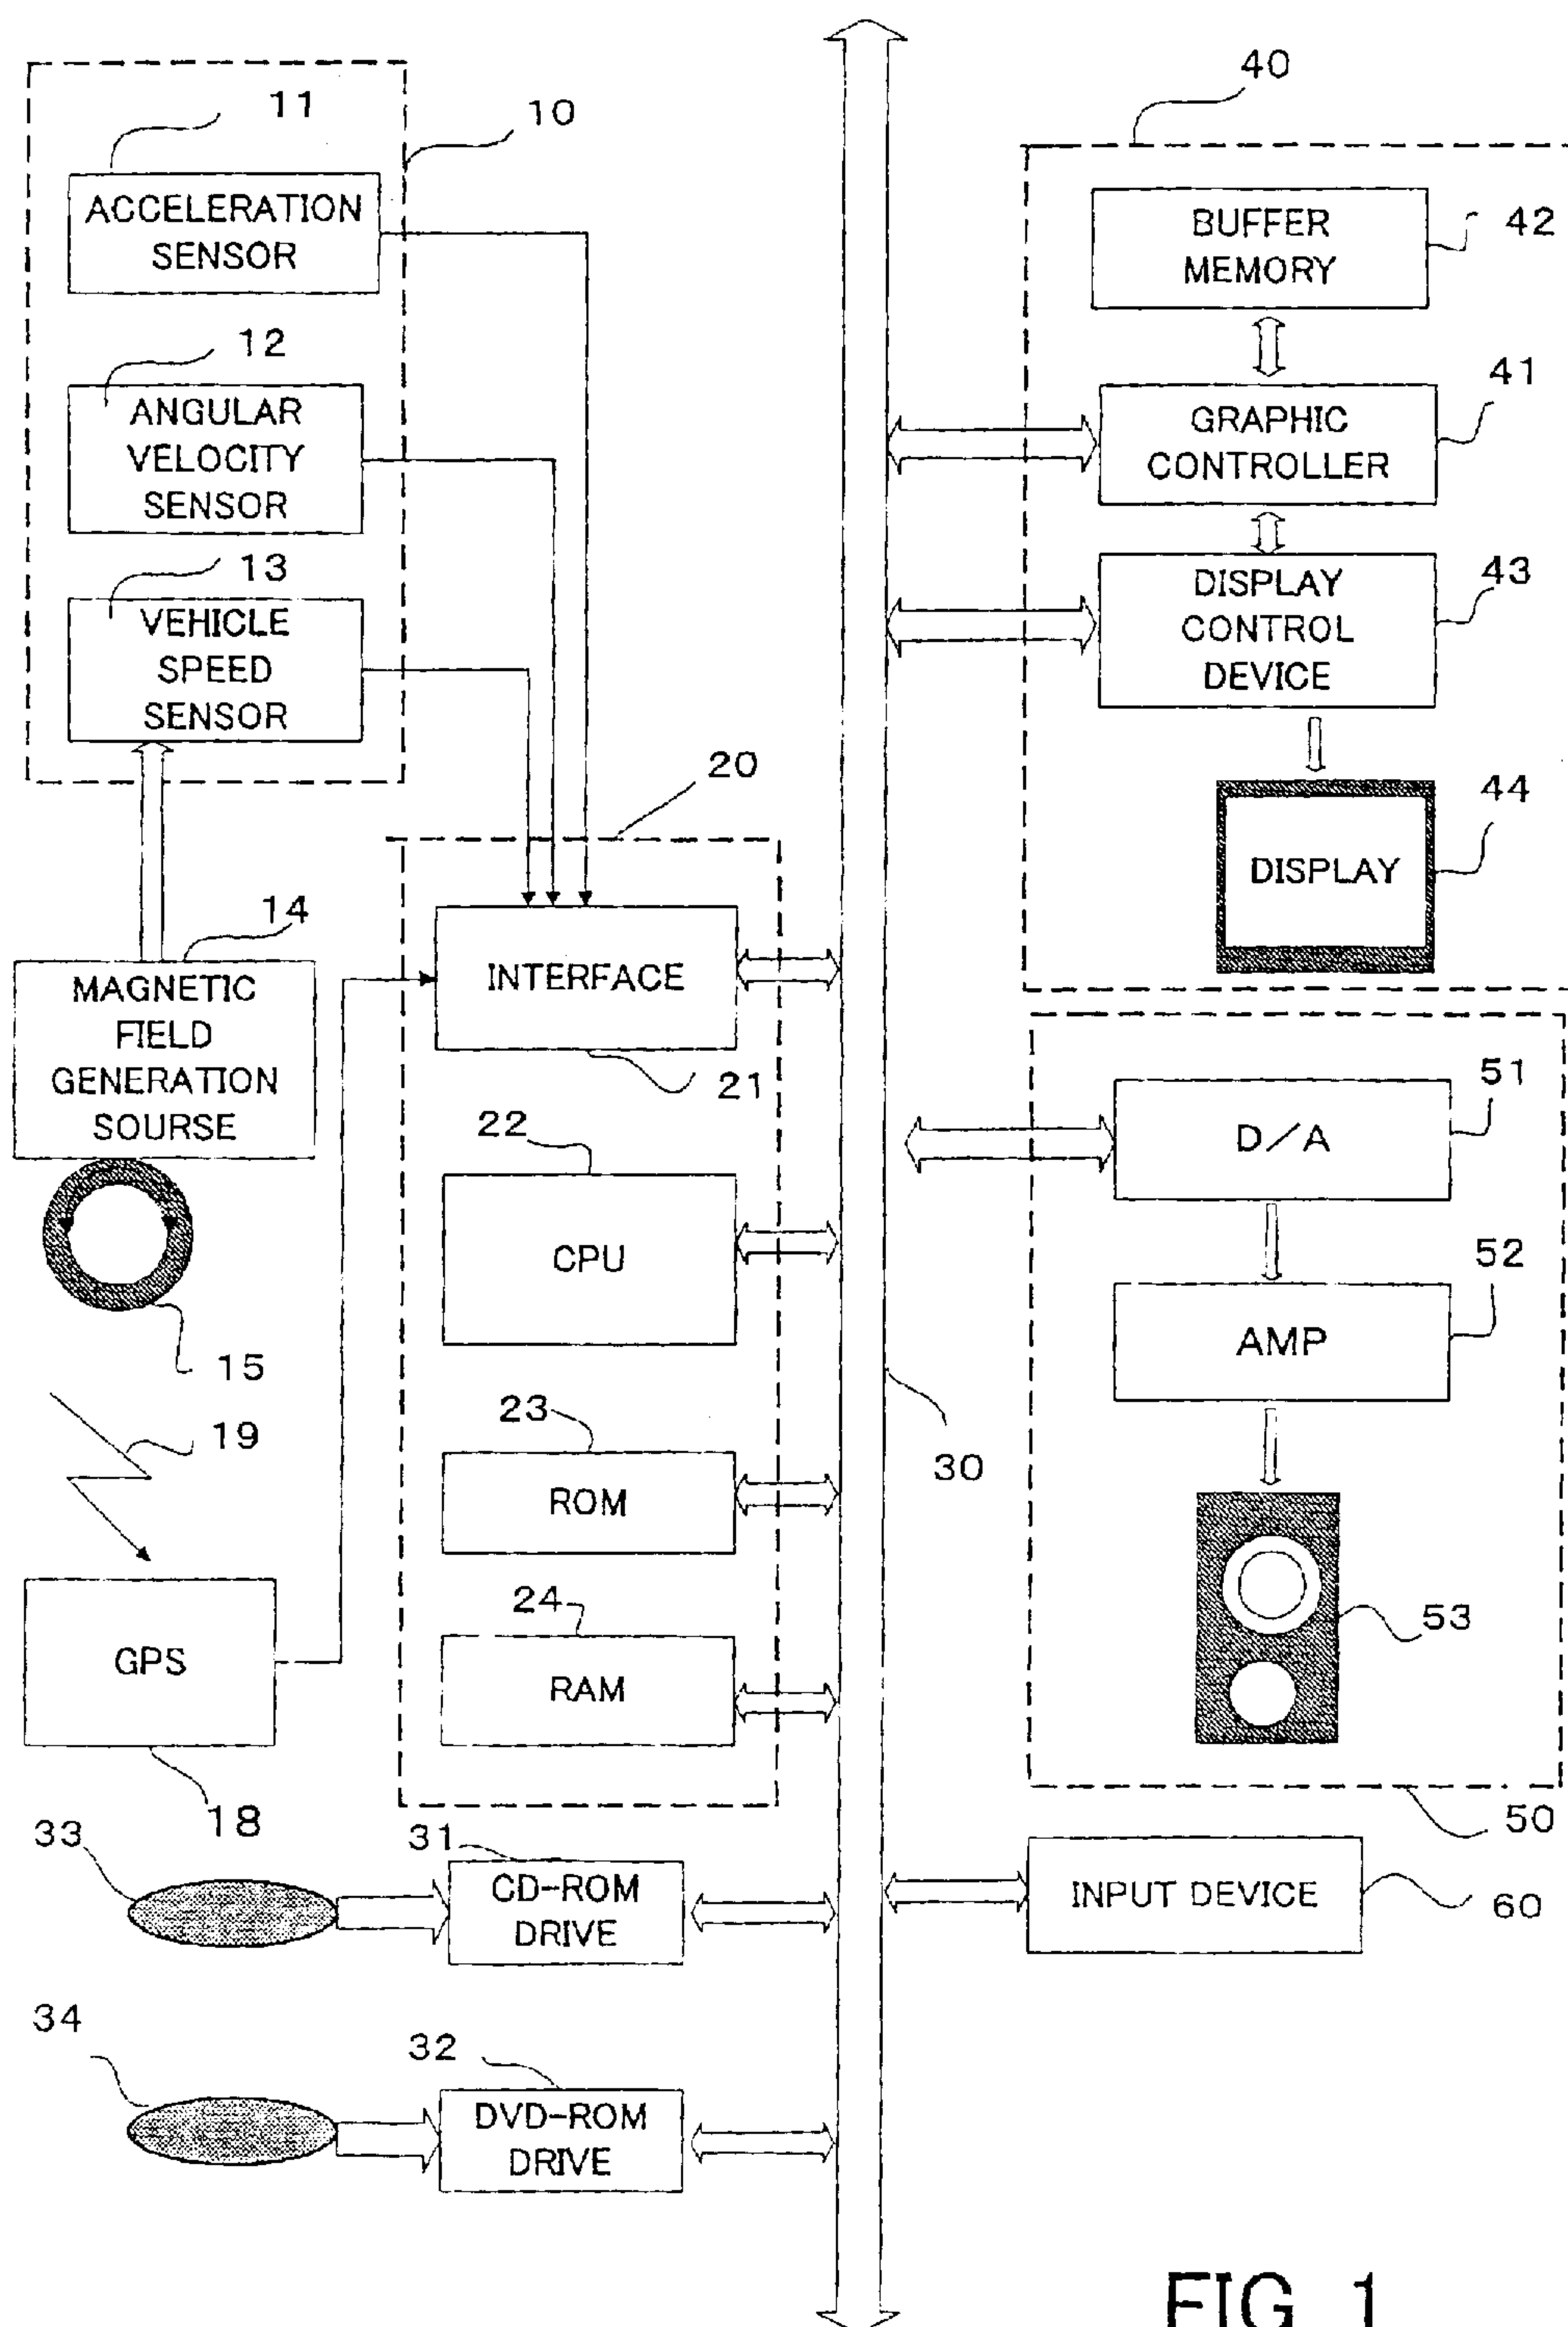 11
10
ACCELERATION
SENSOR
12
ANGULAR
VELOCITY
SENSOR
13
VEHICLE
SPEED
SENSOR
14
MAGNETIC
FIELD
GENERATION
SOURSE
15
19
GPS
18
20
INTERFACE
21
22
CPU
23
ROM
24
RAM
30
33
31
CD-ROM
DRIVE
34
32
DVD-ROM
DRIVE
40
BUFFER
MEMORY
42
41
GRAPHIC
CONTROLLER
DISPLAY
CONTROL
DEVICE
43
44
DISPLAY
51
D/A
52
AMP
53
50
INPUT DEVICE
60
FIG. 1